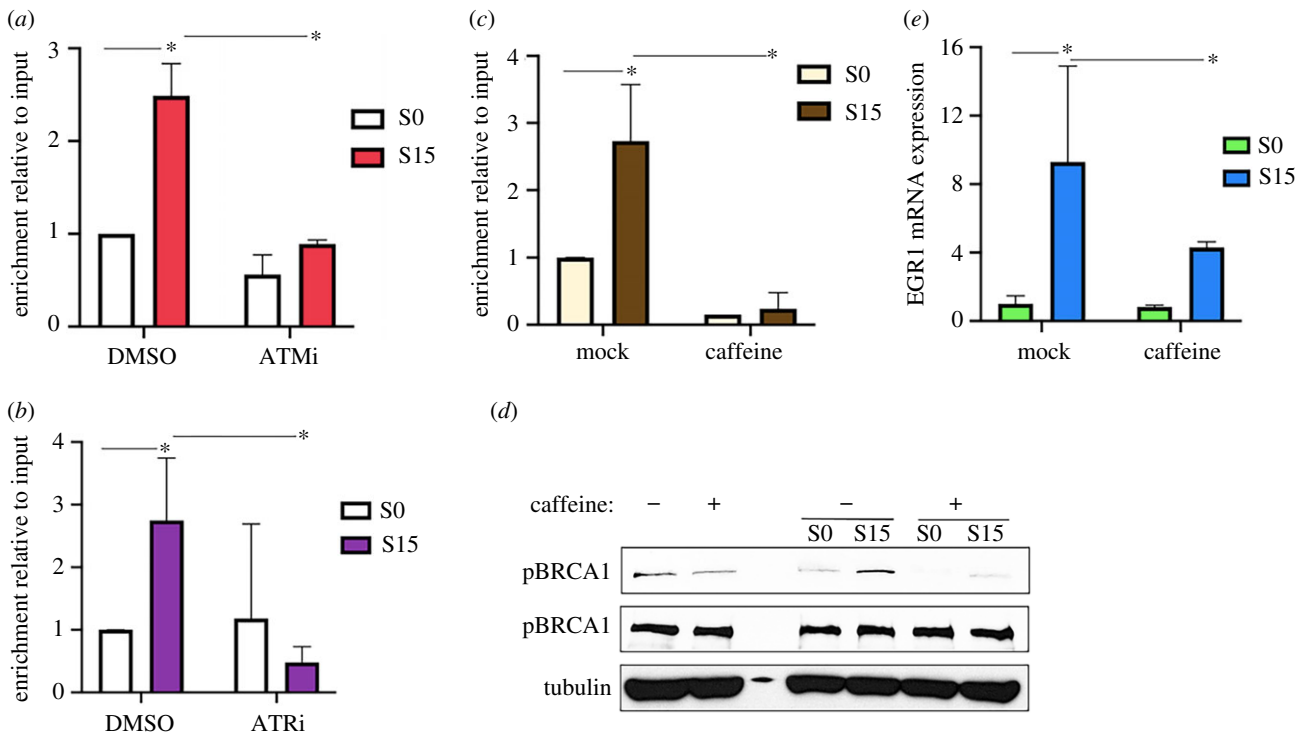 (a)
enrichment relative to input
3
2
1
0
* *
DMSO ATMi
S0
S15
(c)
enrichment relative to input
4
3
2
1
0
* *
mock caffeine
S0
S15
(e)
EGR1 mRNA expression
16
12
8
4
0
* *
mock caffeine
S0
S15
(b)
enrichment relative to input
4
3
2
1
0
* *
DMSO ATRi
S0
S15
(d)
caffeine: – + – +
S0 S15 S0 S15
pBRCA1
pBRCA1
tubulin